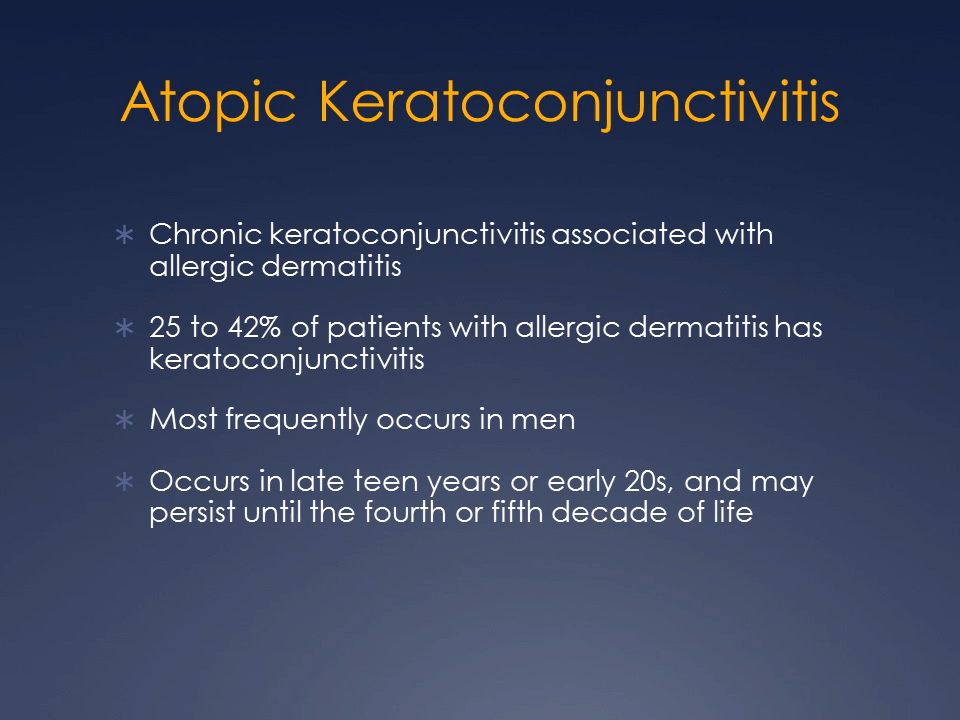 Atopic Keratoconjunctivitis
Chronic keratoconjunctivitis associated with
allergic dermatitis
25 to 42% of patients with allergic dermatitis has
keratoconjunctivitis
Most frequently occurs in men
Occurs in late teen years or early 20s, and may
persist until the fourth or fifth decade of life